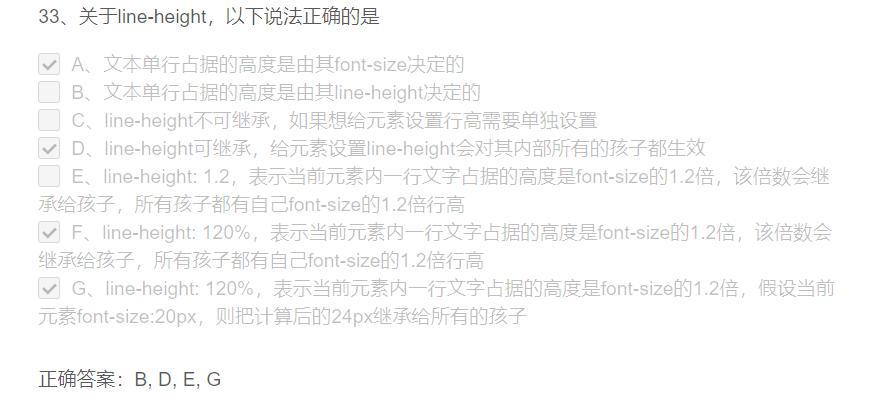 33、关于line-height，以下说法正确的是
A、文本单行占据的高度是由其font-size决定的
B、文本单行占据的高度是由其line-height决定的
C、line-height不可继承，如果想给元素设置行高需要单独设置
D、line-height可继承，给元素设置line-height会对其内部所有的孩子都生效
E、line-height: 1.2，表示当前元素内一行文字占据的高度是font-size的1.2倍，该倍数会继
承给孩子，所有孩子都有自己font-size的1.2倍行高
F、line-height: 120%，表示当前元素内一行文字占据的高度是font-size的1.2倍，该倍数会
继承给孩子，所有孩子都有自己font-size的1.2倍行高
G、line-height: 120%，表示当前元素内一行文字占据的高度是font-size的1.2倍，假设当前
元素font-size:20px，则把计算后的24px继承给所有的孩子
正确答案：B, D, E, G